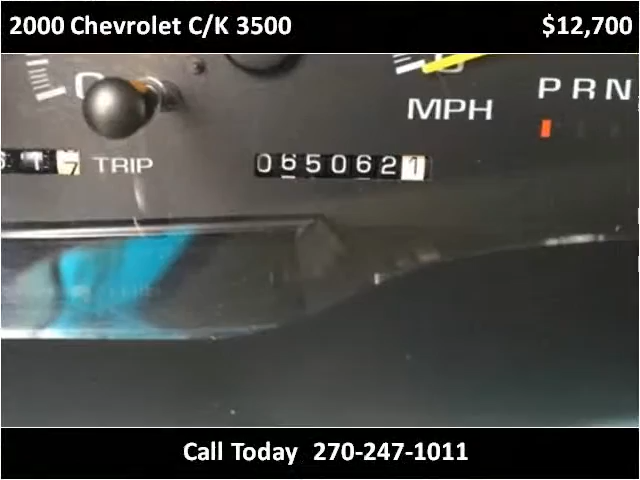 2000 Chevrolet C/K 3500 $12,700
MPH
P R N
TRIP 0650621
Call Today 270-247-1011